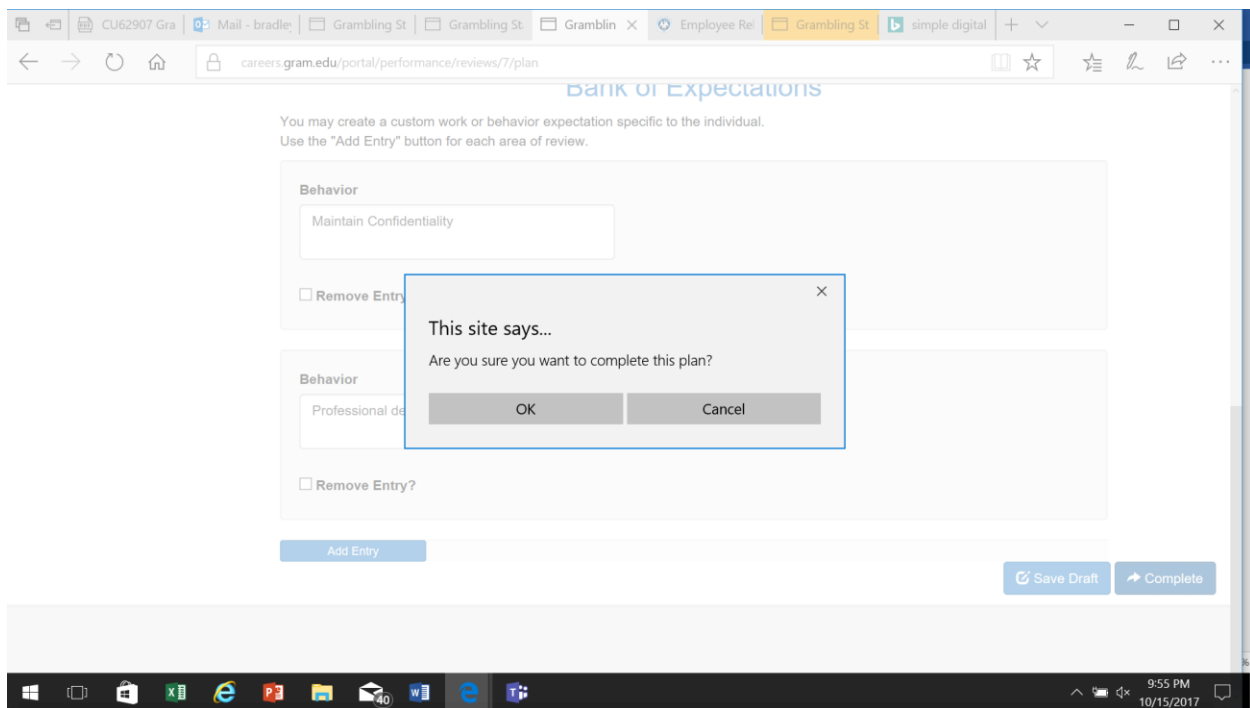 CU62907 Gra
Mail - bradley
Grambling St
Grambling St
Gramblin
Employee Rel
Grambling St
simple digital
careers.gram.edu/portal/performance/reviews/7/plan
Bank of Expectations
You may create a custom work or behavior expectation specific to the individual.
Use the "Add Entry" button for each area of review.
Behavior
Maintain Confidentiality
Remove Entry
This site says...
Are you sure you want to complete this plan?
OK
Cancel
Behavior
Professional de
Remove Entry?
Add Entry
Save Draft
Complete
40
9:55 PM
10/15/2017